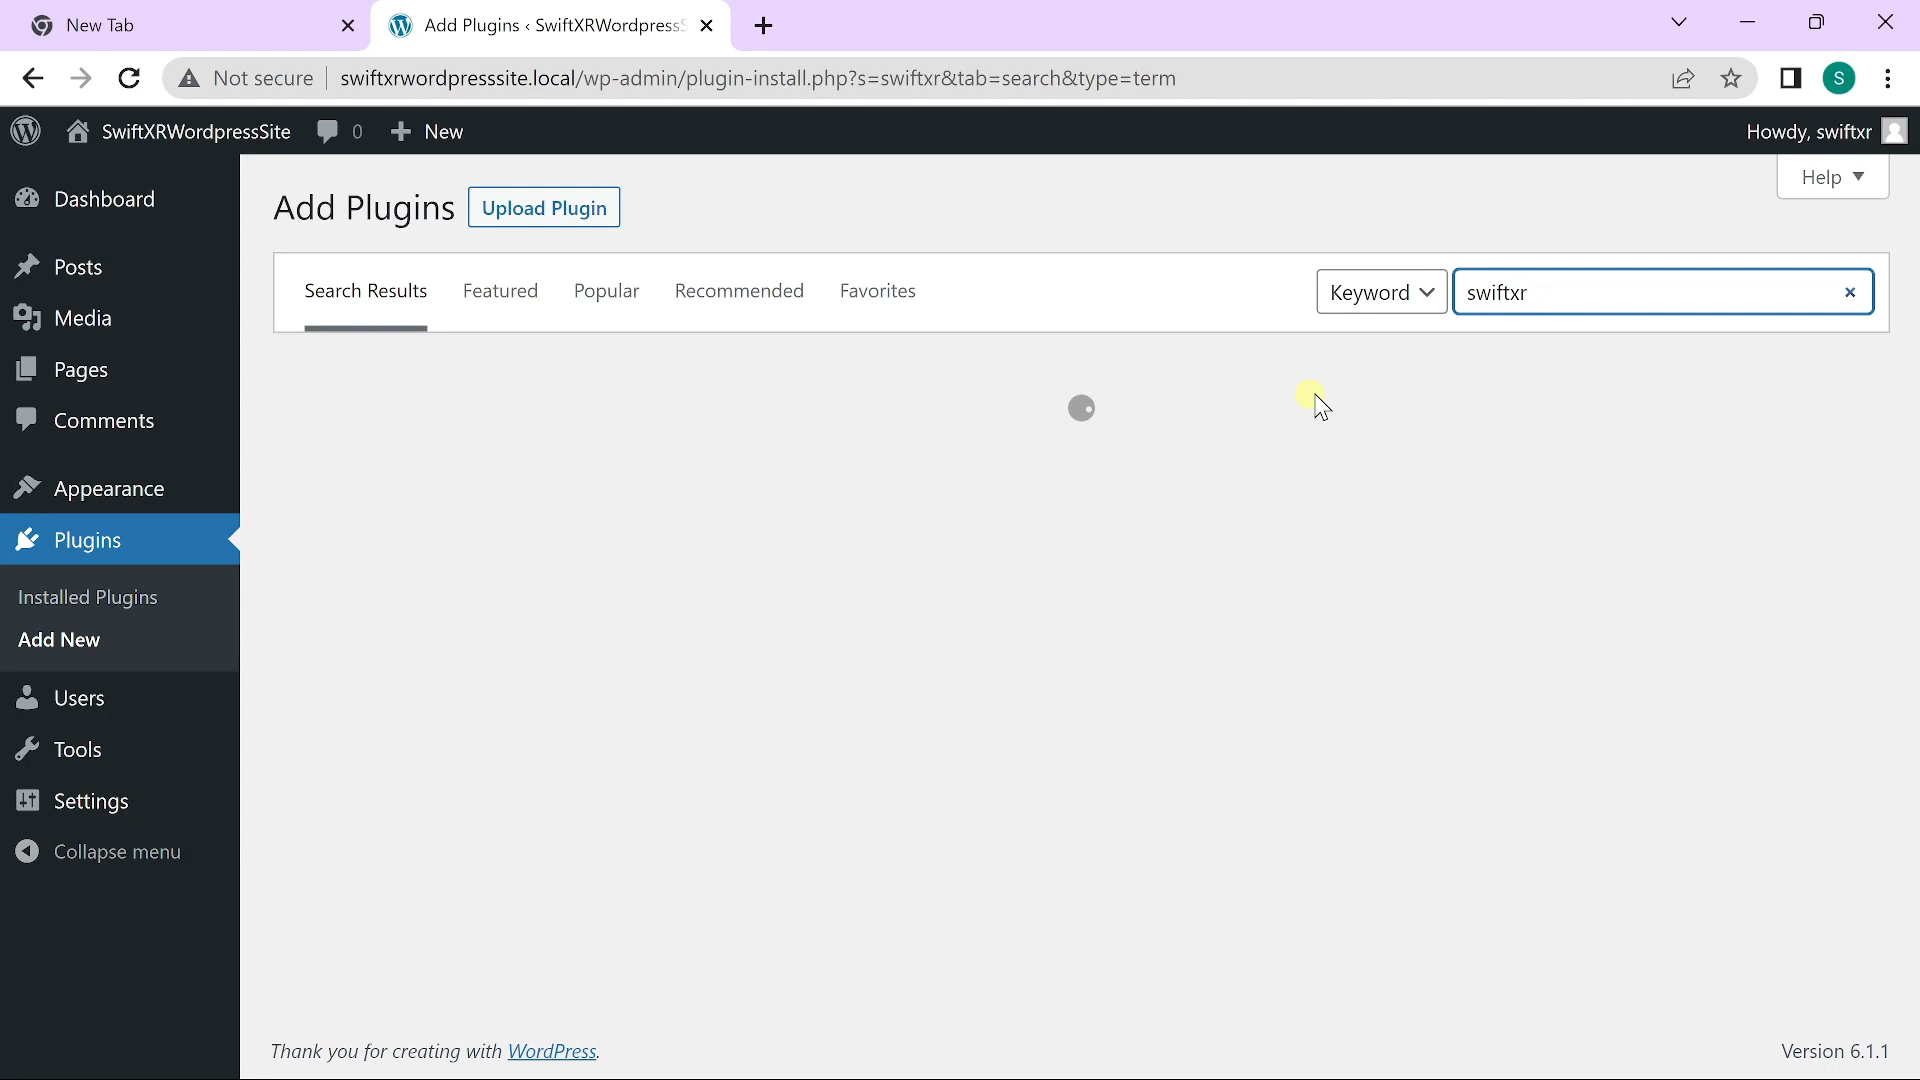 New Tab
Add Plugins ‹ SwiftXRWordpressS
Not secure
swiftxrwordpresssite.local/wp-admin/plugin-install.php?s=swiftxr&tab=search&type=term
S
SwiftXRWordpressSite
0
New
Howdy, swiftxr
Help
Dashboard
Posts
Media
Pages
Comments
Appearance
Plugins
Installed Plugins
Add New
Users
Tools
Settings
Collapse menu
Add Plugins
Upload Plugin
Search Results
Featured
Popular
Recommended
Favorites
Keyword
swiftxr
Thank you for creating with WordPress.
Version 6.1.1